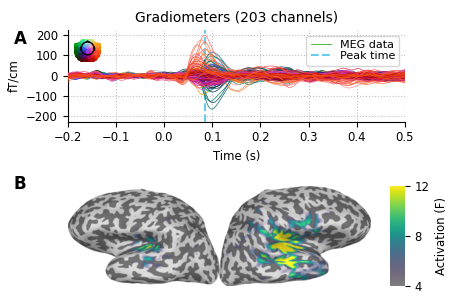 Gradiometers (203 channels)
A
200
100
0
−100
−200
fT/cm
MEG data
Peak time
−0.2 −0.1 0.0 0.1 0.2 0.3 0.4 0.5
Time (s)
B
12
8
4
Activation (F)